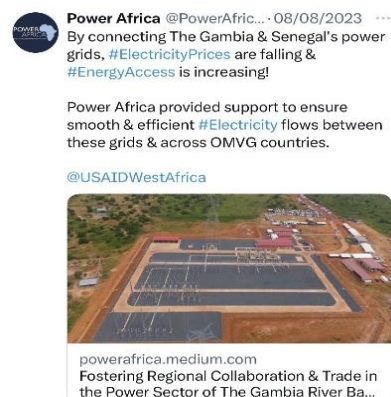 Power Africa @PowerAfric... · 08/08/2023 ...
By connecting The Gambia & Senegal's power
grids, #ElectricityPrices are falling &
#EnergyAccess is increasing!
Power Africa provided support to ensure
smooth & efficient #Electricity flows between
these grids & across OMVG countries.
@USAIDWestAfrica
powerafrica.medium.com
Fostering Regional Collaboration & Trade in
the Power Sector of The Gambia River Ba...
POWER
AFRICA